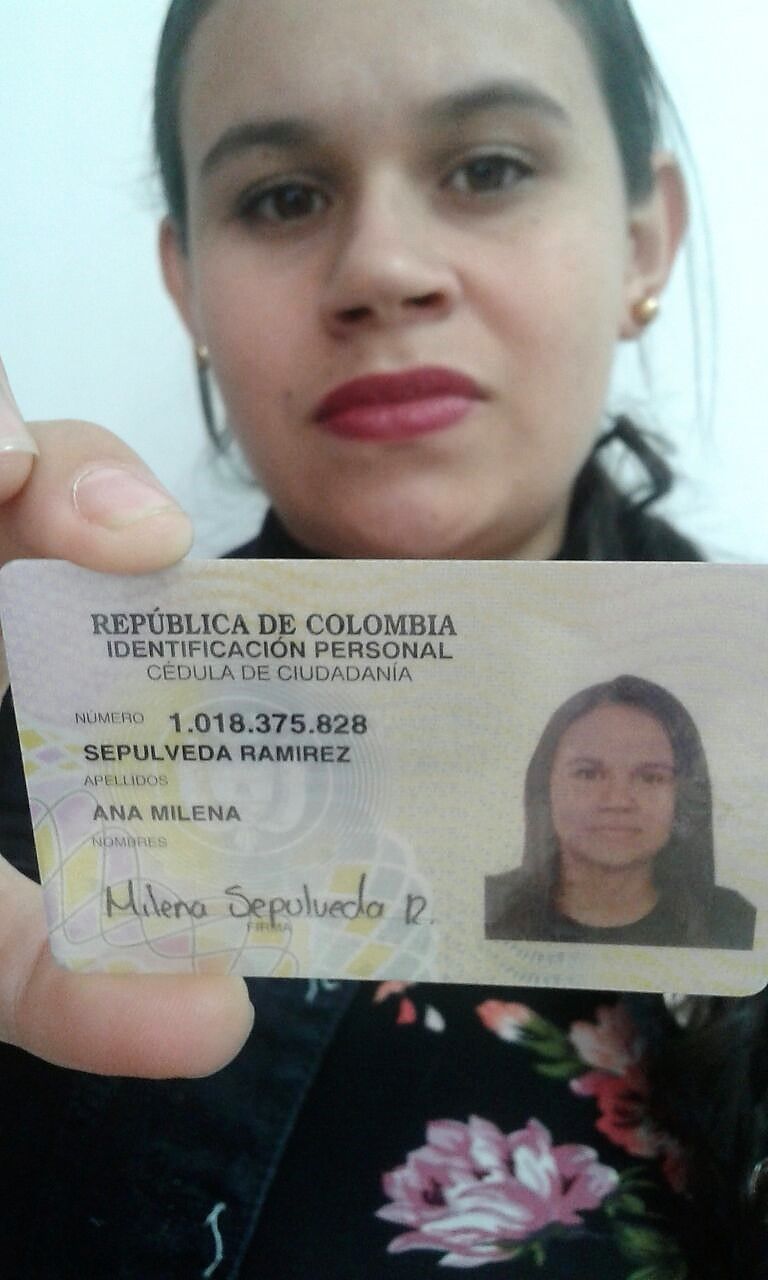 REPÚBLICA DE COLOMBIA
IDENTIFICACIÓN PERSONAL
CÉDULA DE CIUDADANÍA
NÚMERO 1.018.375.828
SEPULVEDA RAMIREZ
APELLIDOS
ANA MILENA
NOMBRES
Milena Sepulveda R.
FIRMA